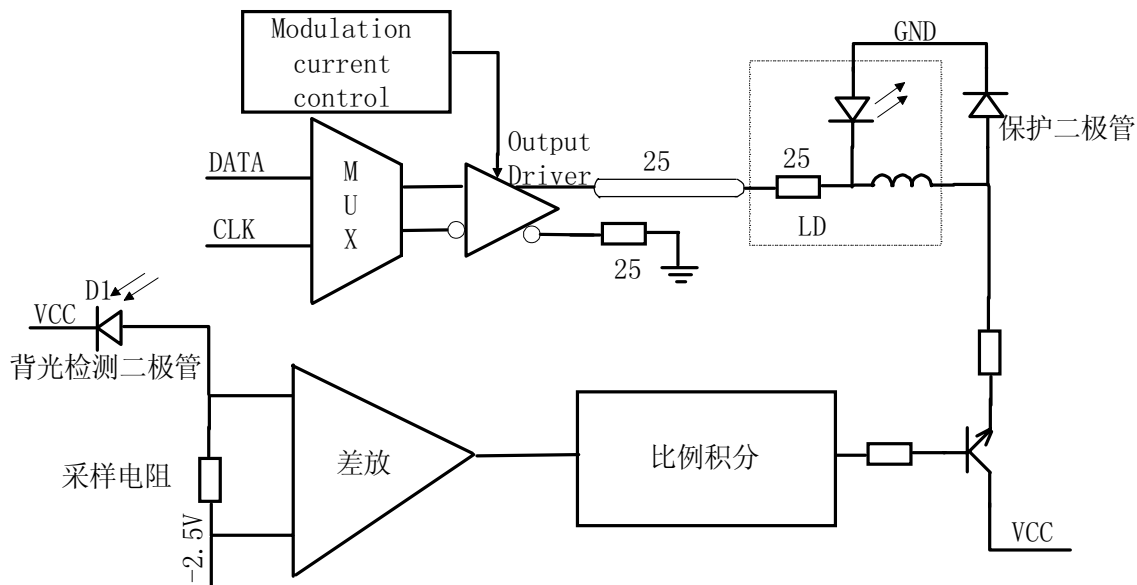 Modulation
current
control
GND
保护二极管
DATA
MUX
Output
Driver
25
25
LD
CLK
25
D1
VCC
背光检测二极管
采样电阻
-2.5V
差放
比例积分
VCC